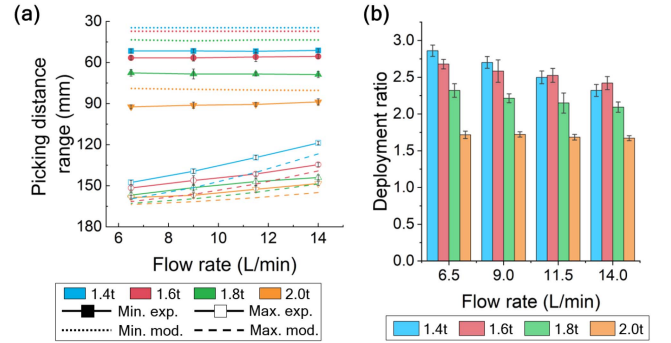 (a)
30
60
90
120
150
180
Picking distance
range (mm)
6
8
10
12
14
Flow rate (L/min)
1.4t
1.6t
1.8t
2.0t
Min. exp.
Max. exp.
Min. mod.
Max. mod.
(b)
3.0
2.5
2.0
1.5
1.0
0.5
0.0
Deployment ratio
6.5
9.0
11.5
14.0
Flow rate (L/min)
1.4t
1.6t
1.8t
2.0t